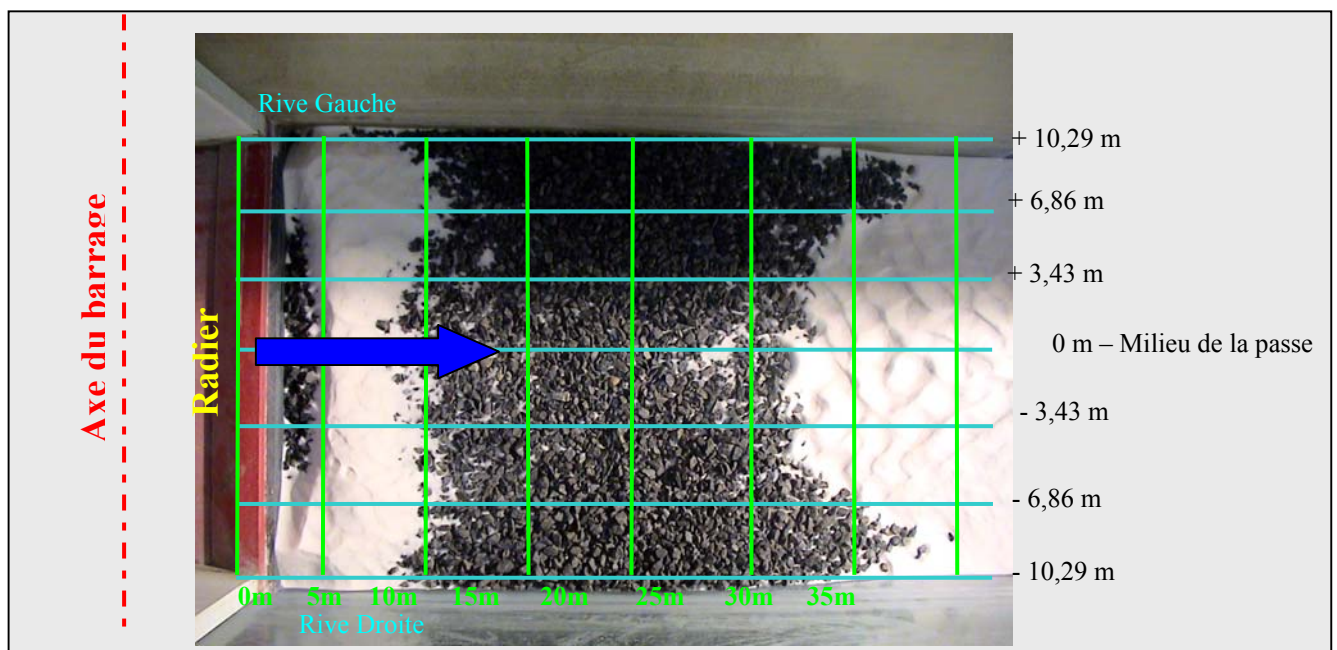 Rive Gauche
+ 10,29 m
+ 6,86 m
+ 3,43 m
0 m – Milieu de la passe
- 3,43 m
- 6,86 m
- 10,29 m
Axe du barrage
Radier
0m 5m 10m 15m 20m 25m 30m 35m
Rive Droite